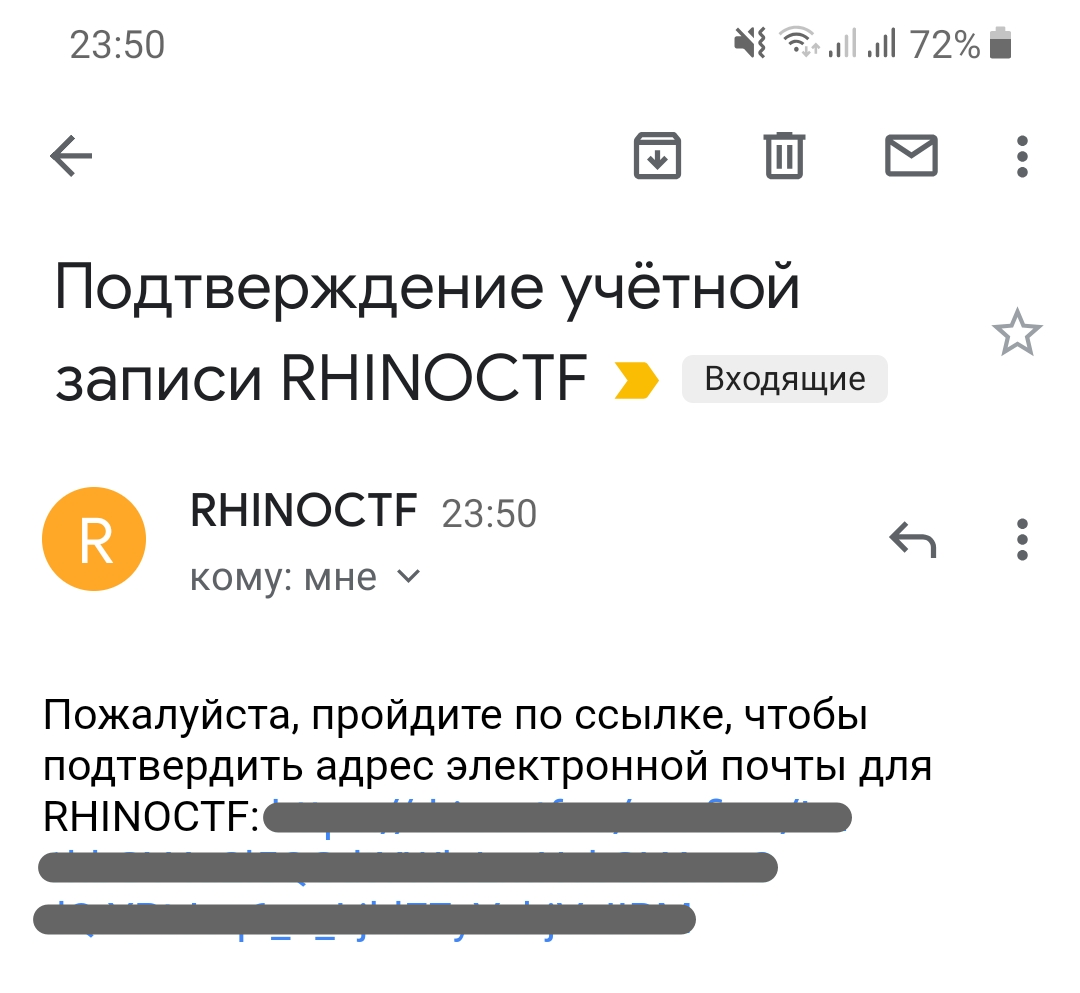 23:50
72%
Подтверждение учётной
записи RHINOCTF
Входящие
R
RHINOCTF 23:50
кому: мне
Пожалуйста, пройдите по ссылке, чтобы
подтвердить адрес электронной почты для
RHINOCTF: